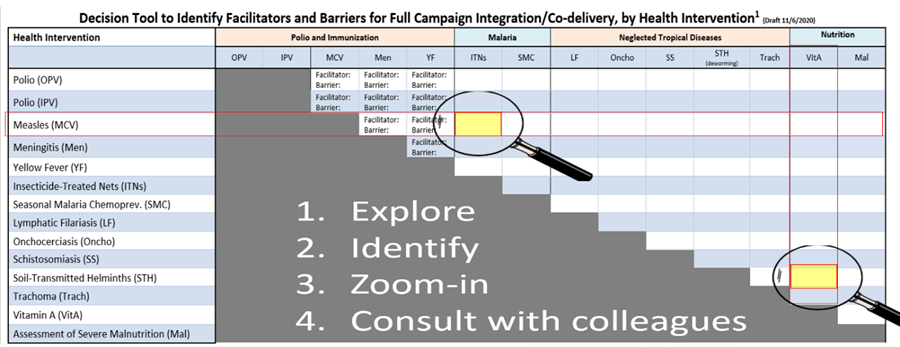 Decision Tool to Identify Facilitators and Barriers for Full Campaign Integration/Co-delivery, by Health Intervention1 (Draft 11/6/2020)
Health Intervention Polio and Immunization Malaria Neglected Tropical Diseases Nutrition
OPV IPV MCV Men YF ITNs SMC LF Oncho SS STH (deworming) Trach VitA Mal
Polio (OPV) Facilitator: Facilitator: Facilitator:
Barrier: Barrier: Barrier:
Polio (IPV) Facilitator: Facilitator: Facilitator:
Barrier: Barrier: Barrier:
Measles (MCV) Facilitator: Facilitator:
Barrier: Barrier:
Meningitis (Men) Facilitator:
Barrier:
Yellow Fever (YF)
Insecticide-Treated Nets (ITNs)
Seasonal Malaria Chemoprev. (SMC)
Lymphatic Filariasis (LF)
Onchocerciasis (Oncho)
Schistosomiasis (SS)
Soil-Transmitted Helminths (STH)
Trachoma (Trach)
Vitamin A (VitA)
Assessment of Severe Malnutrition (Mal)
1. Explore
2. Identify
3. Zoom-in
4. Consult with colleagues